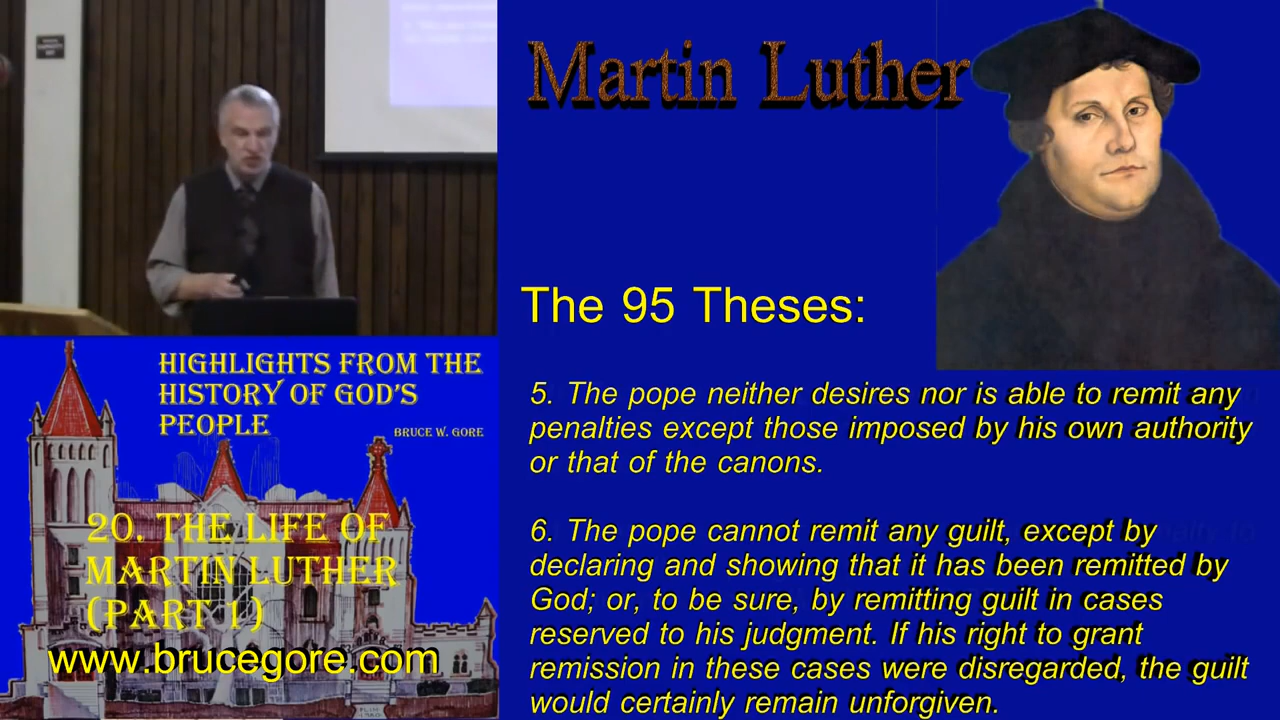 Martin Luther
The 95 Theses:
5. The pope neither desires nor is able to remit any
penalties except those imposed by his own authority
or that of the canons.
6. The pope cannot remit any guilt, except by
declaring and showing that it has been remitted by
God; or, to be sure, by remitting guilt in cases
reserved to his judgment. If his right to grant
remission in these cases were disregarded, the guilt
would certainly remain unforgiven.
HIGHLIGHTS FROM THE
HISTORY OF GOD'S
PEOPLE
BRUCE W. GORE
20. THE LIFE OF
MARTIN LUTHER
(PART 1)
www.brucegore.com